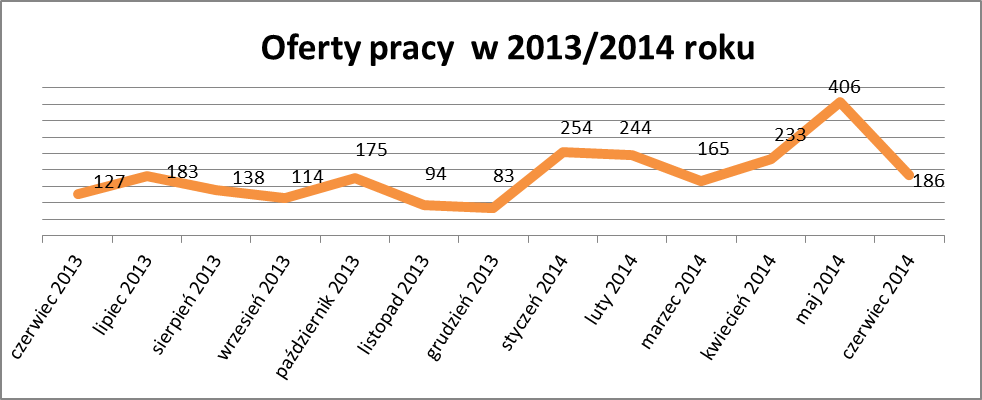 Oferty pracy w 2013/2014 roku
127
183
138
114
175
94
83
254
244
165
233
406
186
czerwiec 2013
lipiec 2013
sierpień 2013
wrzesień 2013
październik 2013
listopad 2013
grudzień 2013
styczeń 2014
luty 2014
marzec 2014
kwiecień 2014
maj 2014
czerwiec 2014